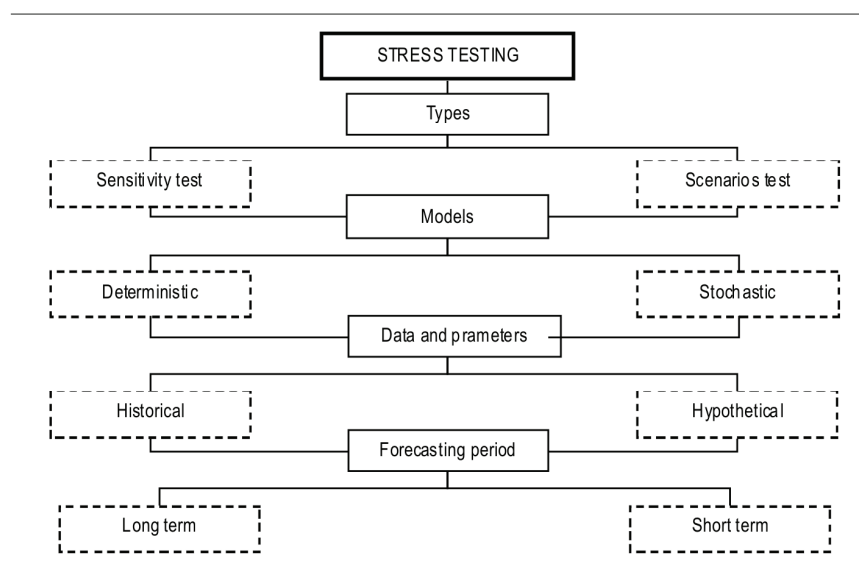 STRESS TESTING
Types
Sensitivity test
Scenarios test
Models
Deterministic
Stochastic
Data and prameters
Historical
Hypothetical
Forecasting period
Long term
Short term